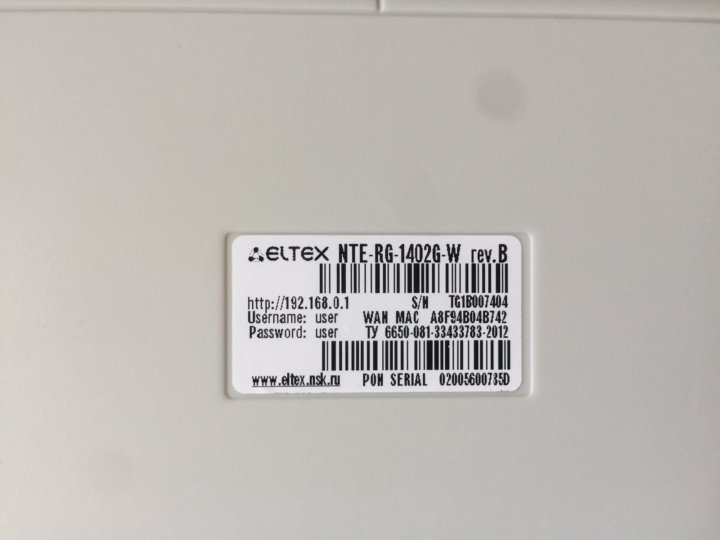 ELTEX NTE-RG-1402G-W rev.B
http://192.168.0.1 S/N TG1B007404
Username: user WAN MAC A8F94B04B742
Password: user ТУ 6650-081-33433783-2012
www.eltex.nsk.ru PON SERIAL 02005600735D